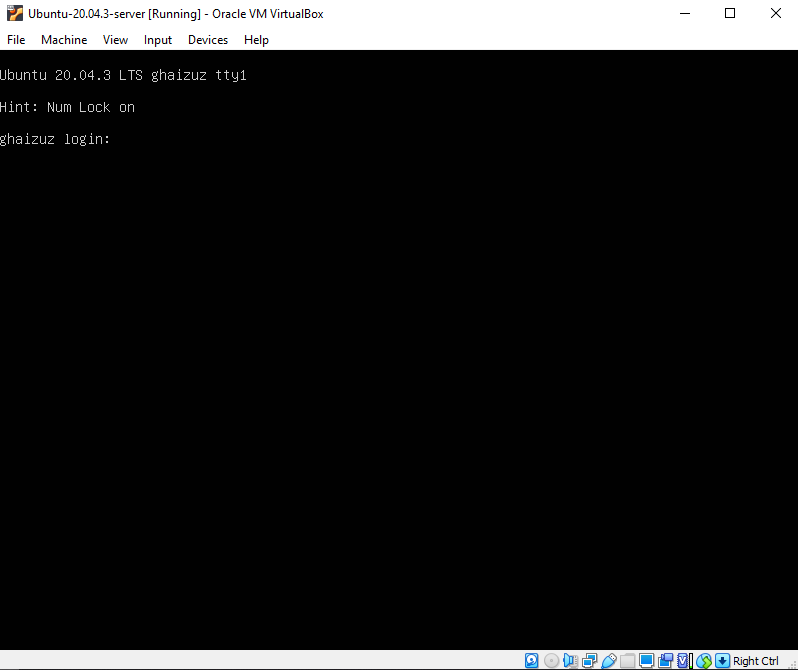 Ubuntu-20.04.3-server [Running] - Oracle VM VirtualBox
File Machine View Input Devices Help
Ubuntu 20.04.3 LTS ghaizuz tty1
Hint: Num Lock on
ghaizuz login:
Right Ctrl